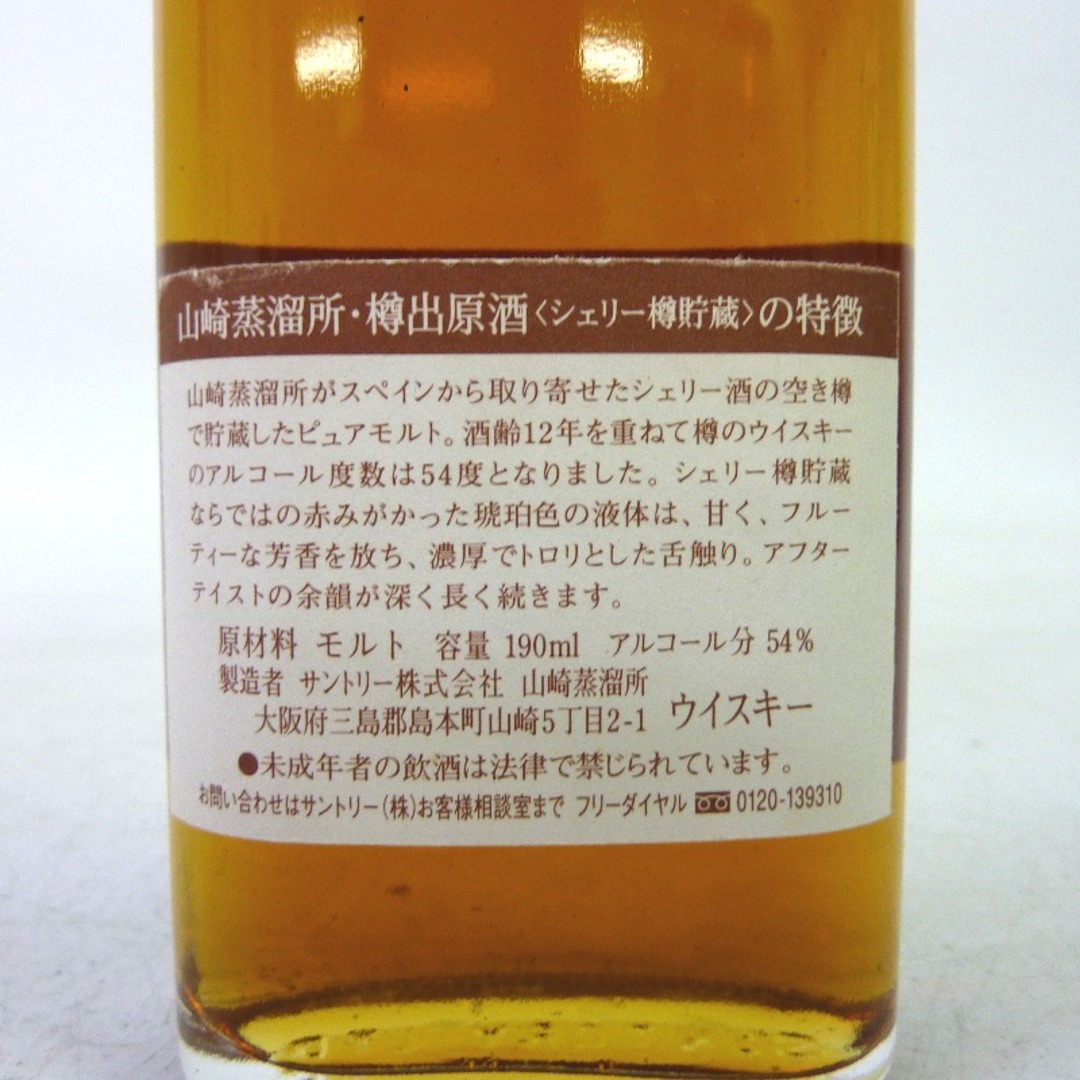 山崎蒸溜所・樽出原酒〈シェリー樽貯蔵〉の特徴
山崎蒸溜所がスペインから取り寄せたシェリー酒の空き樽
で貯蔵したピュアモルト。酒齢12年を重ねて樽のウイスキー
のアルコール度数は54度となりました。シェリー樽貯蔵
ならではの赤みがかった琥珀色の液体は、甘く、フルー
ティーな芳香を放ち、濃厚でトロリとした舌触り。アフター
テイストの余韻が深く長く続きます。
原材料 モルト 容量 190ml アルコール分 54%
製造者 サントリー株式会社 山崎蒸溜所
大阪府三島郡島本町山崎5丁目2-1 ウイスキー
●未成年者の飲酒は法律で禁じられています。
お問い合わせはサントリー(株)お客様相談室まで フリーダイヤル 0120-139310